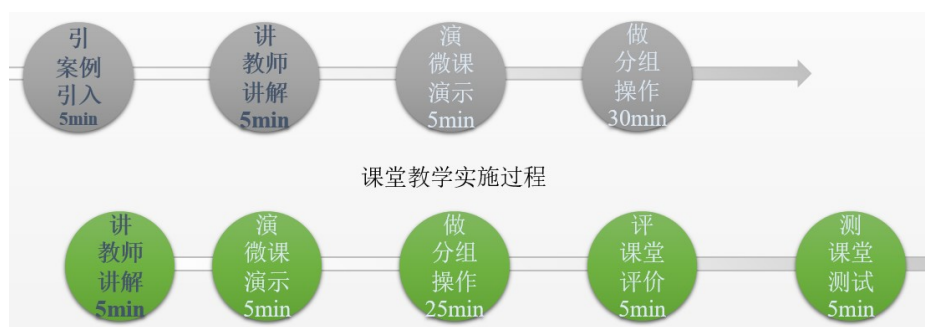 引
案例
引入
5min
讲
教师
讲解
5min
演
微课
演示
5min
做
分组
操作
30min
课堂教学实施过程
讲
教师
讲解
5min
演
微课
演示
5min
做
分组
操作
25min
评
课堂
评价
5min
测
课堂
测试
5min